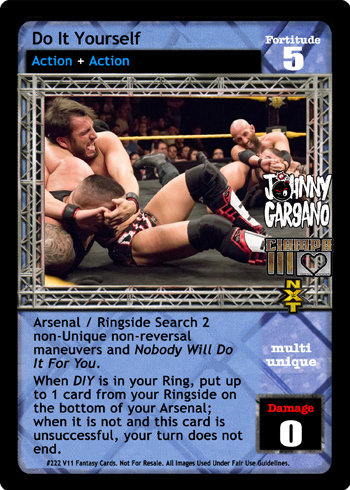 Do It Yourself
Fortitude
5
Action + Action
JOHNNY
GARGANO
CIAMPA
NXT
Arsenal / Ringside Search 2
non-Unique non-reversal
maneuvers and Nobody Will Do
It For You.
multi
unique
When DIY is in your Ring, put up
to 1 card from your Ringside on
the bottom of your Arsenal;
when it is not and this card is
unsuccessful, your turn does not
end.
Damage
0
#222 V11 Fantasy Cards. Not For Resale. All Images Used Under Fair Use Guidelines.